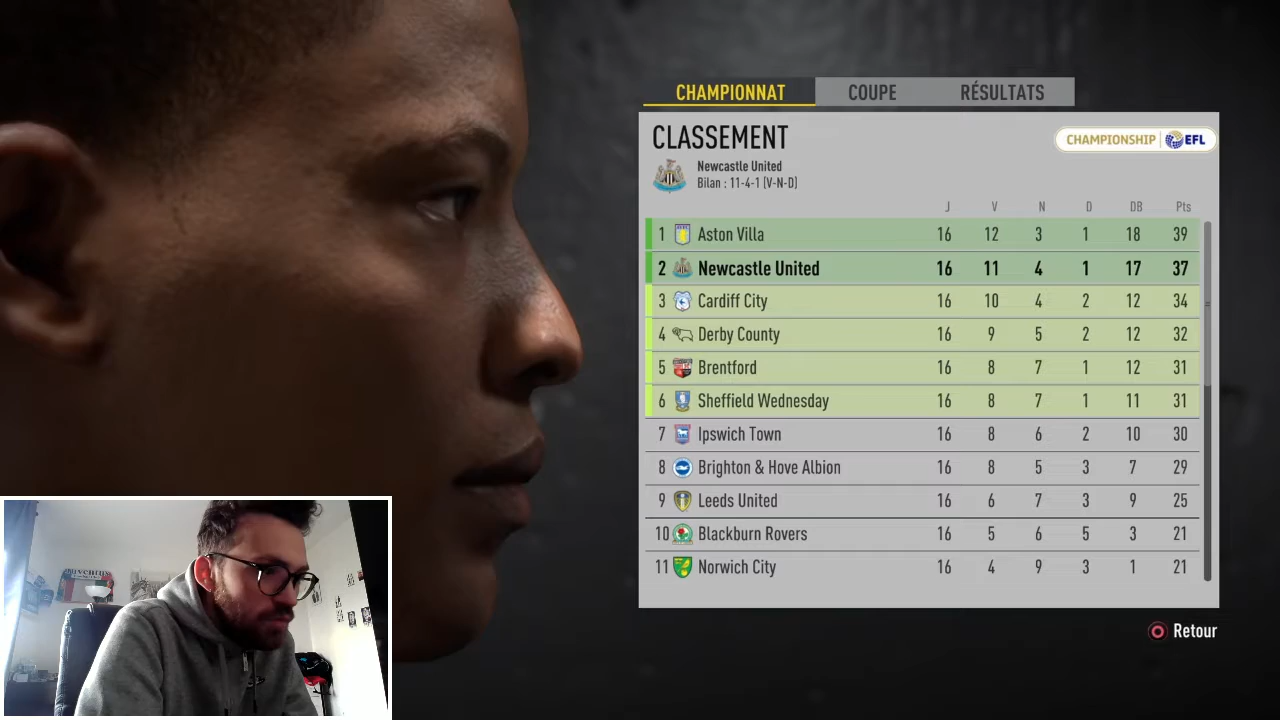 CHAMPIONNAT COUPE RÉSULTATS
CLASSEMENT
CHAMPIONSHIP EFL
Newcastle United
Bilan : 11-4-1 (V-N-D)
J V N D DB Pts
1 Aston Villa 16 12 3 1 18 39
2 Newcastle United 16 11 4 1 17 37
3 Cardiff City 16 10 4 2 12 34
4 Derby County 16 9 5 2 12 32
5 Brentford 16 8 7 1 12 31
6 Sheffield Wednesday 16 8 7 1 11 31
7 Ipswich Town 16 8 6 2 10 30
8 Brighton & Hove Albion 16 8 5 3 7 29
9 Leeds United 16 6 7 3 9 25
10 Blackburn Rovers 16 5 6 5 3 21
11 Norwich City 16 4 9 3 1 21
Retour
JUVENTUS